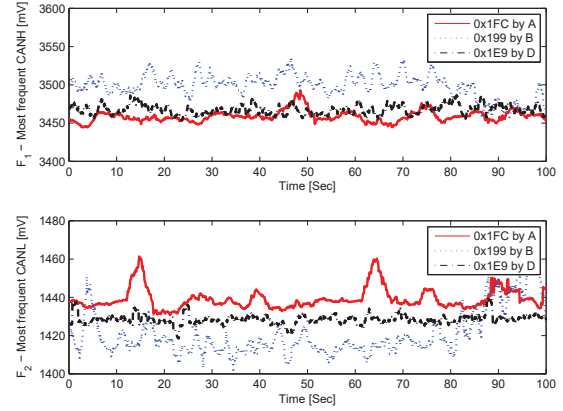 F1 − Most frequent CANH [mV]
3600
3550
3500
3450
3400
0x1FC by A
0x199 by B
0x1E9 by D
0 10 20 30 40 50 60 70 80 90 100
Time [Sec]
F2 − Most frequent CANL [mV]
1480
1460
1440
1420
1400
0x1FC by A
0x199 by B
0x1E9 by D
0 10 20 30 40 50 60 70 80 90 100
Time [Sec]